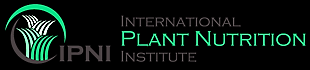 IPNI
INTERNATIONAL
PLANT NUTRITION
INSTITUTE